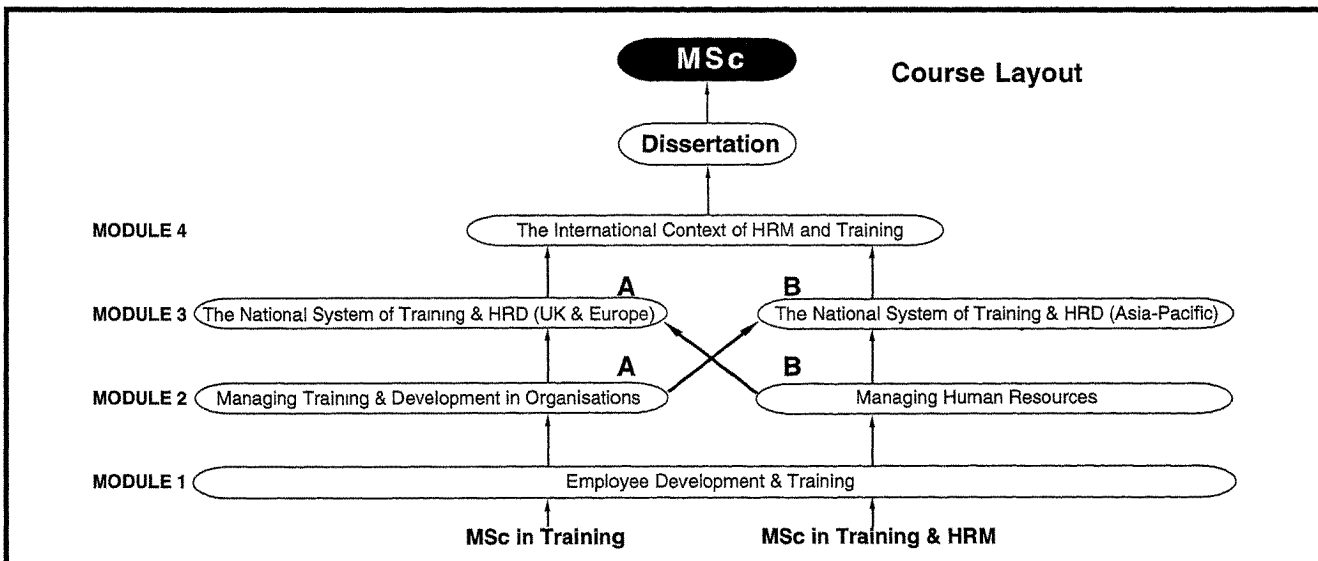 MSc
Course Layout
Dissertation
MODULE 4
The International Context of HRM and Training
A
B
MODULE 3
The National System of Training & HRD (UK & Europe)
The National System of Training & HRD (Asia-Pacific)
A
B
MODULE 2
Managing Training & Development in Organisations
Managing Human Resources
MODULE 1
Employee Development & Training
MSc in Training
MSc in Training & HRM